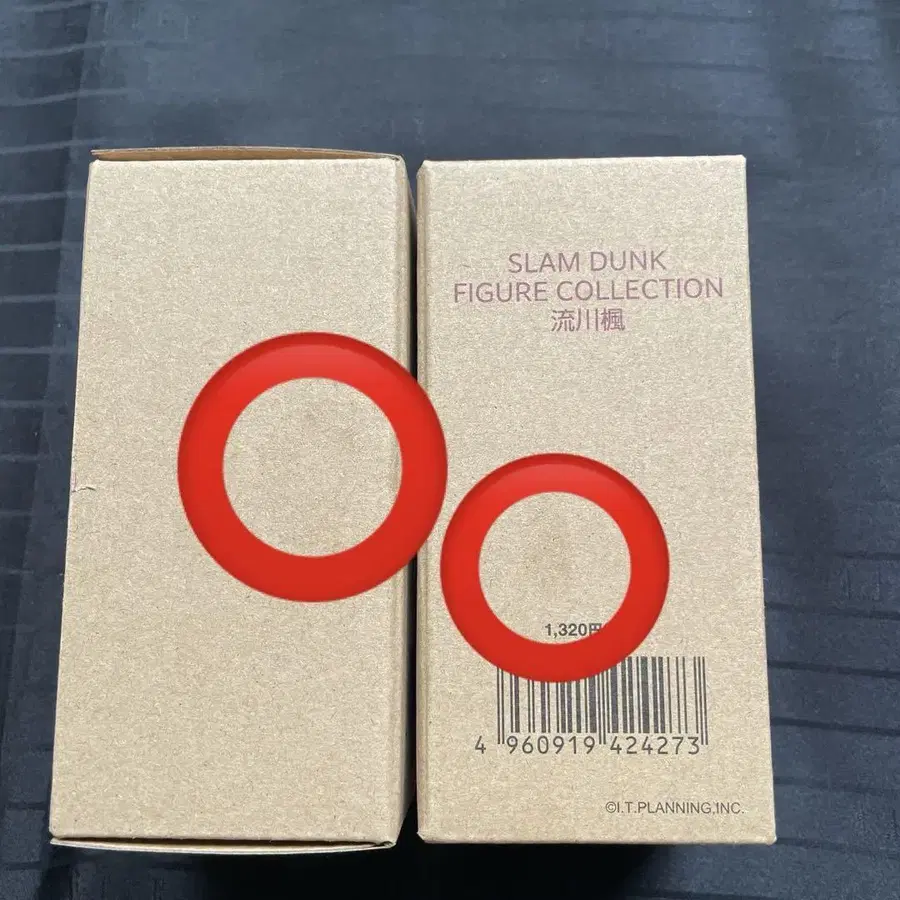 SLAM DUNK
FIGURE COLLECTION
流川楓
1,320円
4 960919 424273
©I.T.PLANNING,INC.